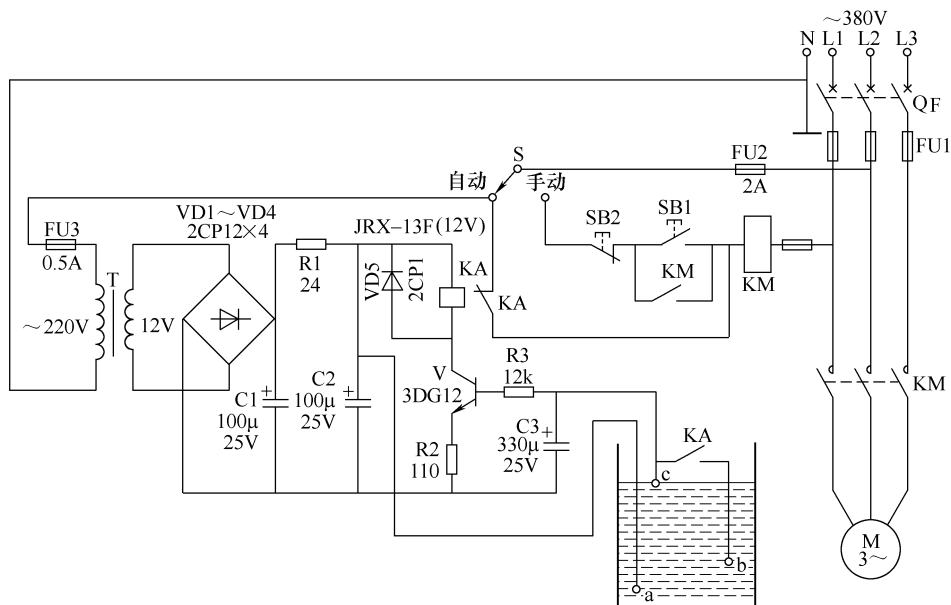 ～380V
N L1 L2 L3
QF
FU1
S
FU2
2A
自动
手动
SB2
SB1
KM
KM
VD1～VD4
2CP12×4
JRX-13F(12V)
FU3
0.5A
T
～220V
12V
R1
24
VD5
2CP1
KA
KA
V
3DG12
R3
12k
C1
100μ
25V
C2
100μ
25V
R2
110
C3
330μ
25V
KA
c
b
a
KM
M
3～
+
+
+